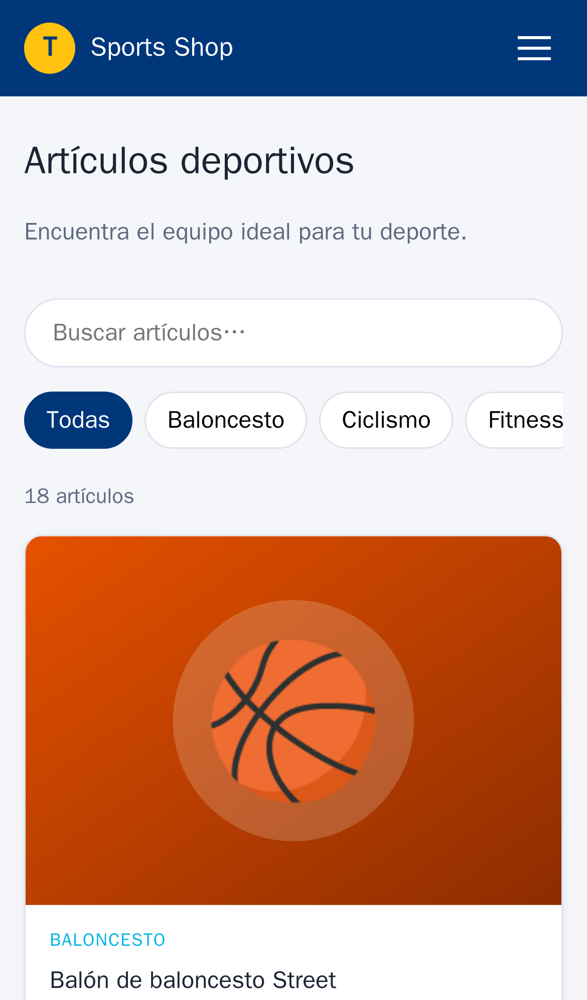 T Sports Shop
Artículos deportivos
Encuentra el equipo ideal para tu deporte.
Buscar artículos...
Todas Baloncesto Ciclismo Fitness
18 artículos
BALONCESTO
Balón de baloncesto Street